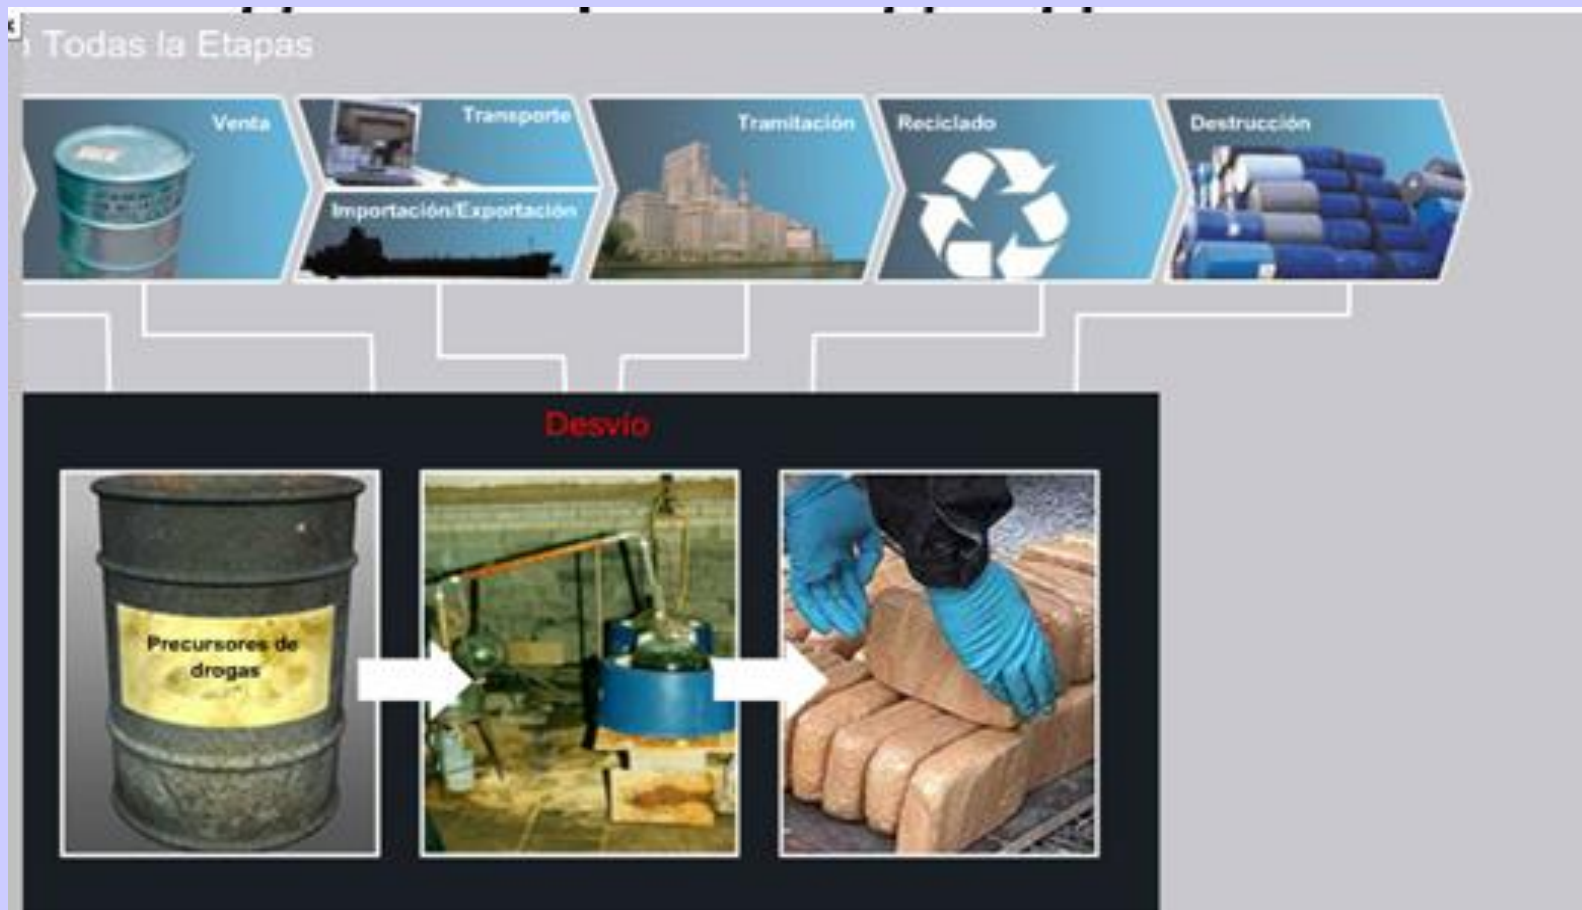 Todas la Etapas
Venta
Transporte
Importación/Exportación
Tramitación
Reciclado
Destrucción
Desvío
Precursores de
drogas